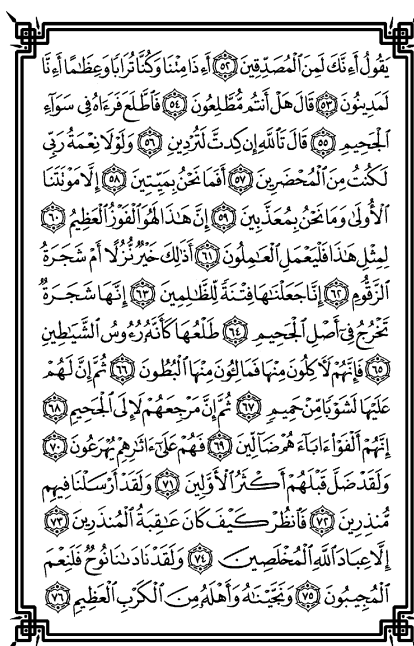 يَقُولُ أَءِنَّكَ لَمِنَ ٱلْمُصَدِّقِينَ ٥٢ أَءِذَا مِتْنَا وَكُنَّا تُرَابًا وَعِظَٰمًا أَءِنَّا
لَمَدِينُونَ ٥٣ قَالَ هَلْ أَنتُم مُّطَّلِعُونَ ٥٤ فَٱطَّلَعَ فَرَءَاهُ فِى سَوَآءِ
ٱلْجَحِيمِ ٥٥ قَالَ تَٱللَّهِ إِن كِدتَّ لَتُرْدِينِ ٥٦ وَلَوْلَا نِعْمَةُ رَبِّى
لَكُنتُ مِنَ ٱلْمُحْضَرِينَ ٥٧ أَفَمَا نَحْنُ بِمَيِّتِينَ ٥٨ إِلَّا مَوْتَتَنَا
ٱلْأُولَىٰ وَمَا نَحْنُ بِمُعَذَّبِينَ ٥٩ إِنَّ هَٰذَا لَهُوَ ٱلْفَوْزُ ٱلْعَظِيمُ ٦٠
لِمِثْلِ هَٰذَا فَلْيَعْمَلِ ٱلْعَٰمِلُونَ ٦١ أَذَٰلِكَ خَيْرٌ نُّزُلًا أَمْ شَجَرَةُ
ٱلزَّقُّومِ ٦٢ إِنَّا جَعَلْنَٰهَا فِتْنَةً لِّلظَّٰلِمِينَ ٦٣ إِنَّهَا شَجَرَةٌ
تَخْرُجُ فِىٓ أَصْلِ ٱلْجَحِيمِ ٦٤ طَلْعُهَا كَأَنَّهُۥ رُءُوسُ ٱلشَّيَٰطِينِ
٦٥ فَإِنَّهُمْ لَءَاكِلُونَ مِنْهَا فَمَالِـُٔونَ مِنْهَا ٱلْبُطُونَ ٦٦ ثُمَّ إِنَّ لَهُمْ
عَلَيْهَا لَشَوْبًا مِّنْ حَمِيمٍ ٦٧ ثُمَّ إِنَّ مَرْجِعَهُمْ لَإِلَى ٱلْجَحِيمِ ٦٨
إِنَّهُمْ أَلْفَوْا۟ ءَابَآءَهُمْ ضَآلِّينَ ٦٩ فَهُمْ عَلَىٰٓ ءَاثَٰرِهِمْ يُهْرَعُونَ ٧٠
وَلَقَدْ ضَلَّ قَبْلَهُمْ أَكْثَرُ ٱلْأَوَّلِينَ ٧١ وَلَقَدْ أَرْسَلْنَا فِيهِم
مُّنذِرِينَ ٧٢ فَٱنظُرْ كَيْفَ كَانَ عَٰقِبَةُ ٱلْمُنذَرِينَ ٧٣
إِلَّا عِبَادَ ٱللَّهِ ٱلْمُخْلَصِينَ ٧٤ وَلَقَدْ نَادَىٰنَا نُوحٌ فَلَنِعْمَ
ٱلْمُجِيبُونَ ٧٥ وَنَجَّيْنَٰهُ وَأَهْلَهُۥ مِنَ ٱلْكَرْبِ ٱلْعَظِيمِ ٧٦